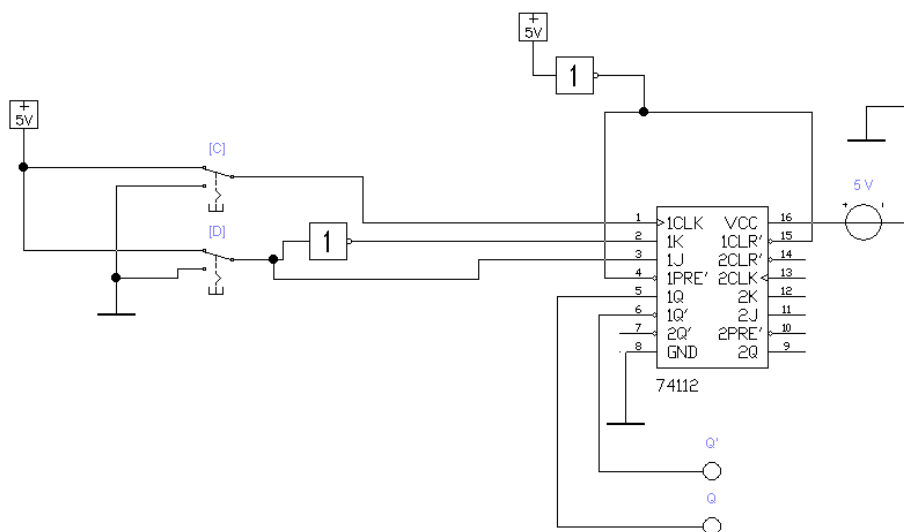 +
5V
1
+
5V
[C]
[D]
1
5 V
+ -
1 1CLK VCC 16
2 1K 1CLR' 15
3 1J 2CLR' 14
4 1PRE' 2CLK 13
5 1Q 2K 12
6 1Q' 2J 11
7 2Q' 2PRE' 10
8 GND 2Q 9
74112
Q'
Q